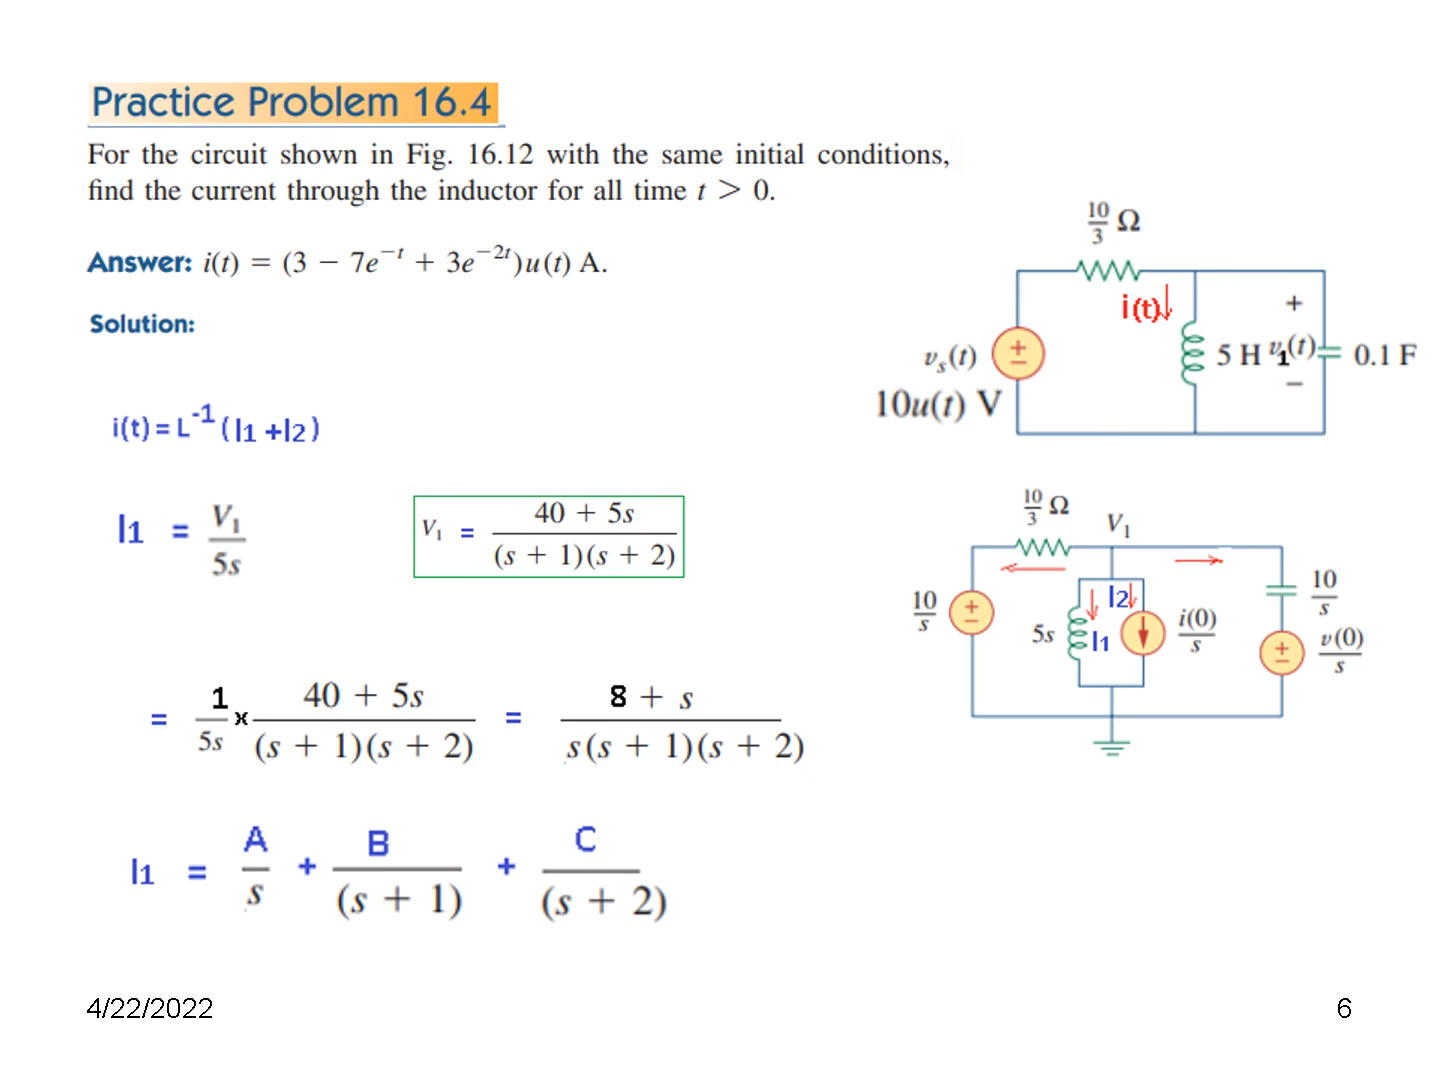 Practice Problem 16.4
For the circuit shown in Fig. 16.12 with the same initial conditions,
find the current through the inductor for all time t > 0.
Answer: i(t) = (3 − 7e^{−t} + 3e^{−2t})u(t) A.
Solution:
i(t) = L^{-1} ( I1 +I2 )
I1 = V₁/5s
V₁ = (40 + 5s)/((s + 1)(s + 2))
= 1/5s x (40 + 5s)/((s + 1)(s + 2)) = (8 + s)/(s(s + 1)(s + 2))
I1 = A/s + B/(s + 1) + C/(s + 2)
10/3 Ω
i(t)
+
v_s(t)
+
−
5 H
v₁(t)
0.1 F
10u(t) V
−
10/3 Ω
V₁
10/s
+
−
5s
I1
I2
i(0)/s
10/s
+
−
v(0)/s
4/22/2022
6